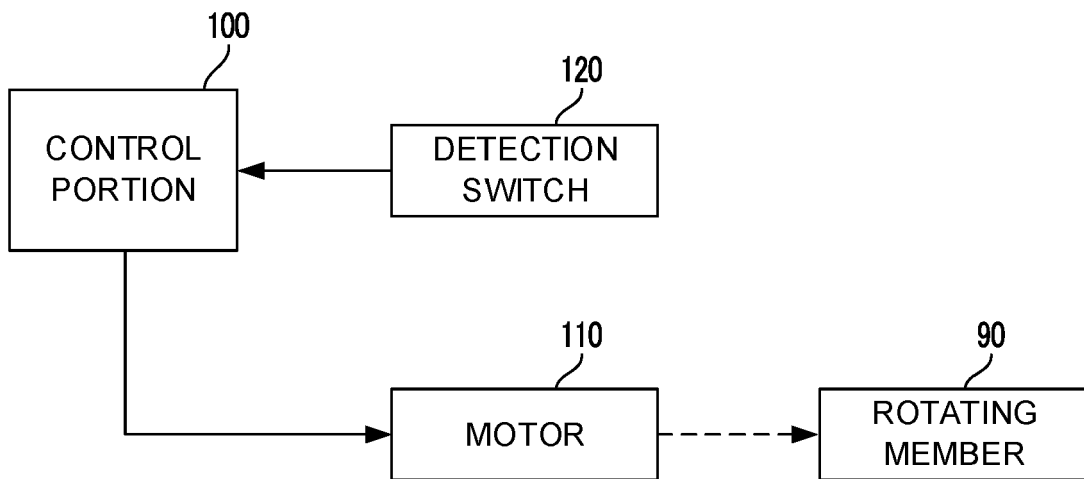 100
CONTROL
PORTION
120
DETECTION
SWITCH
110
MOTOR
90
ROTATING
MEMBER